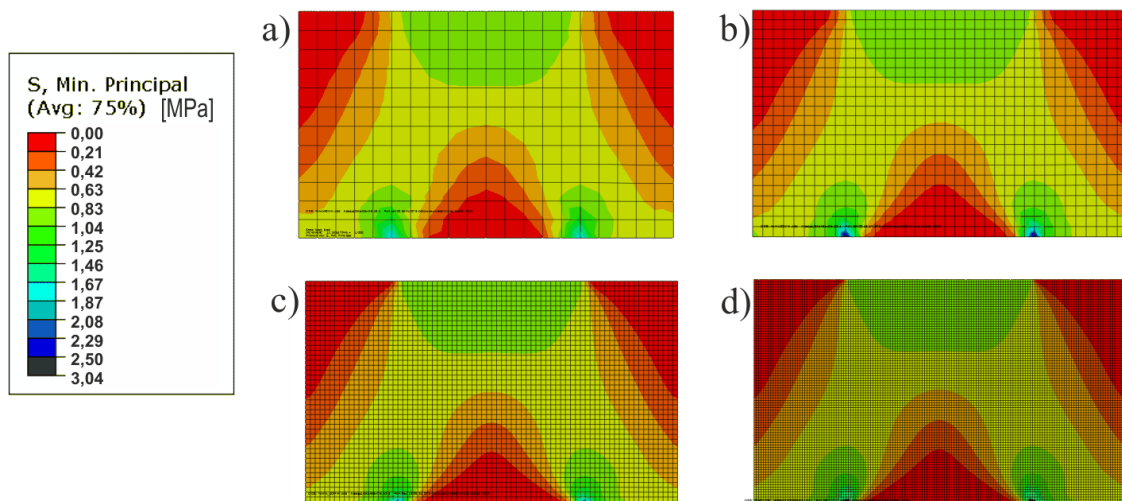 a)
b)
S, Min. Principal
(Avg: 75%) [MPa]
0,00
0,21
0,42
0,63
0,83
1,04
1,25
1,46
1,67
1,87
2,08
2,29
2,50
3,04
c)
d)